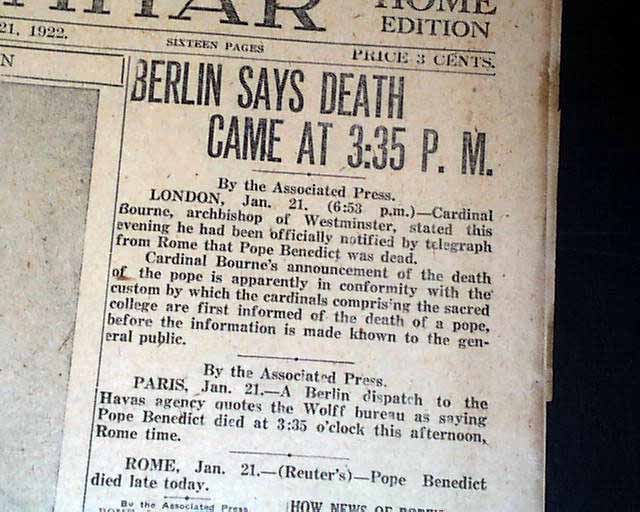 HOME
EDITION
21, 1922.
SIXTEEN PAGES
PRICE 3 CENTS.
N
BERLIN SAYS DEATH
CAME AT 3:35 P. M.
By the Associated Press.
LONDON, Jan. 21. (6:53 p.m.)—Cardinal
Bourne, archbishop of Westminster, stated this
evening he had been officially notified by telegraph
from Rome that Pope Benedict was dead.
Cardinal Bourne's announcement of the death
of the pope is apparently in conformity with the
custom by which the cardinals compris'ng the sacred
college are first informed of the death of a pope,
before the information is made known to the gen-
eral public.
By the Associated Press.
PARIS, Jan. 21.—A Berlin dispatch to the
Havas agency quotes the Wolff bureau as saying
Pope Benedict died at 3:35 o'clock this afternoon,
Rome time.
ROME, Jan. 21.—(Reuter's)—Pope Benedict
died late today.
By the Associated Press.
HOW NEWS OF